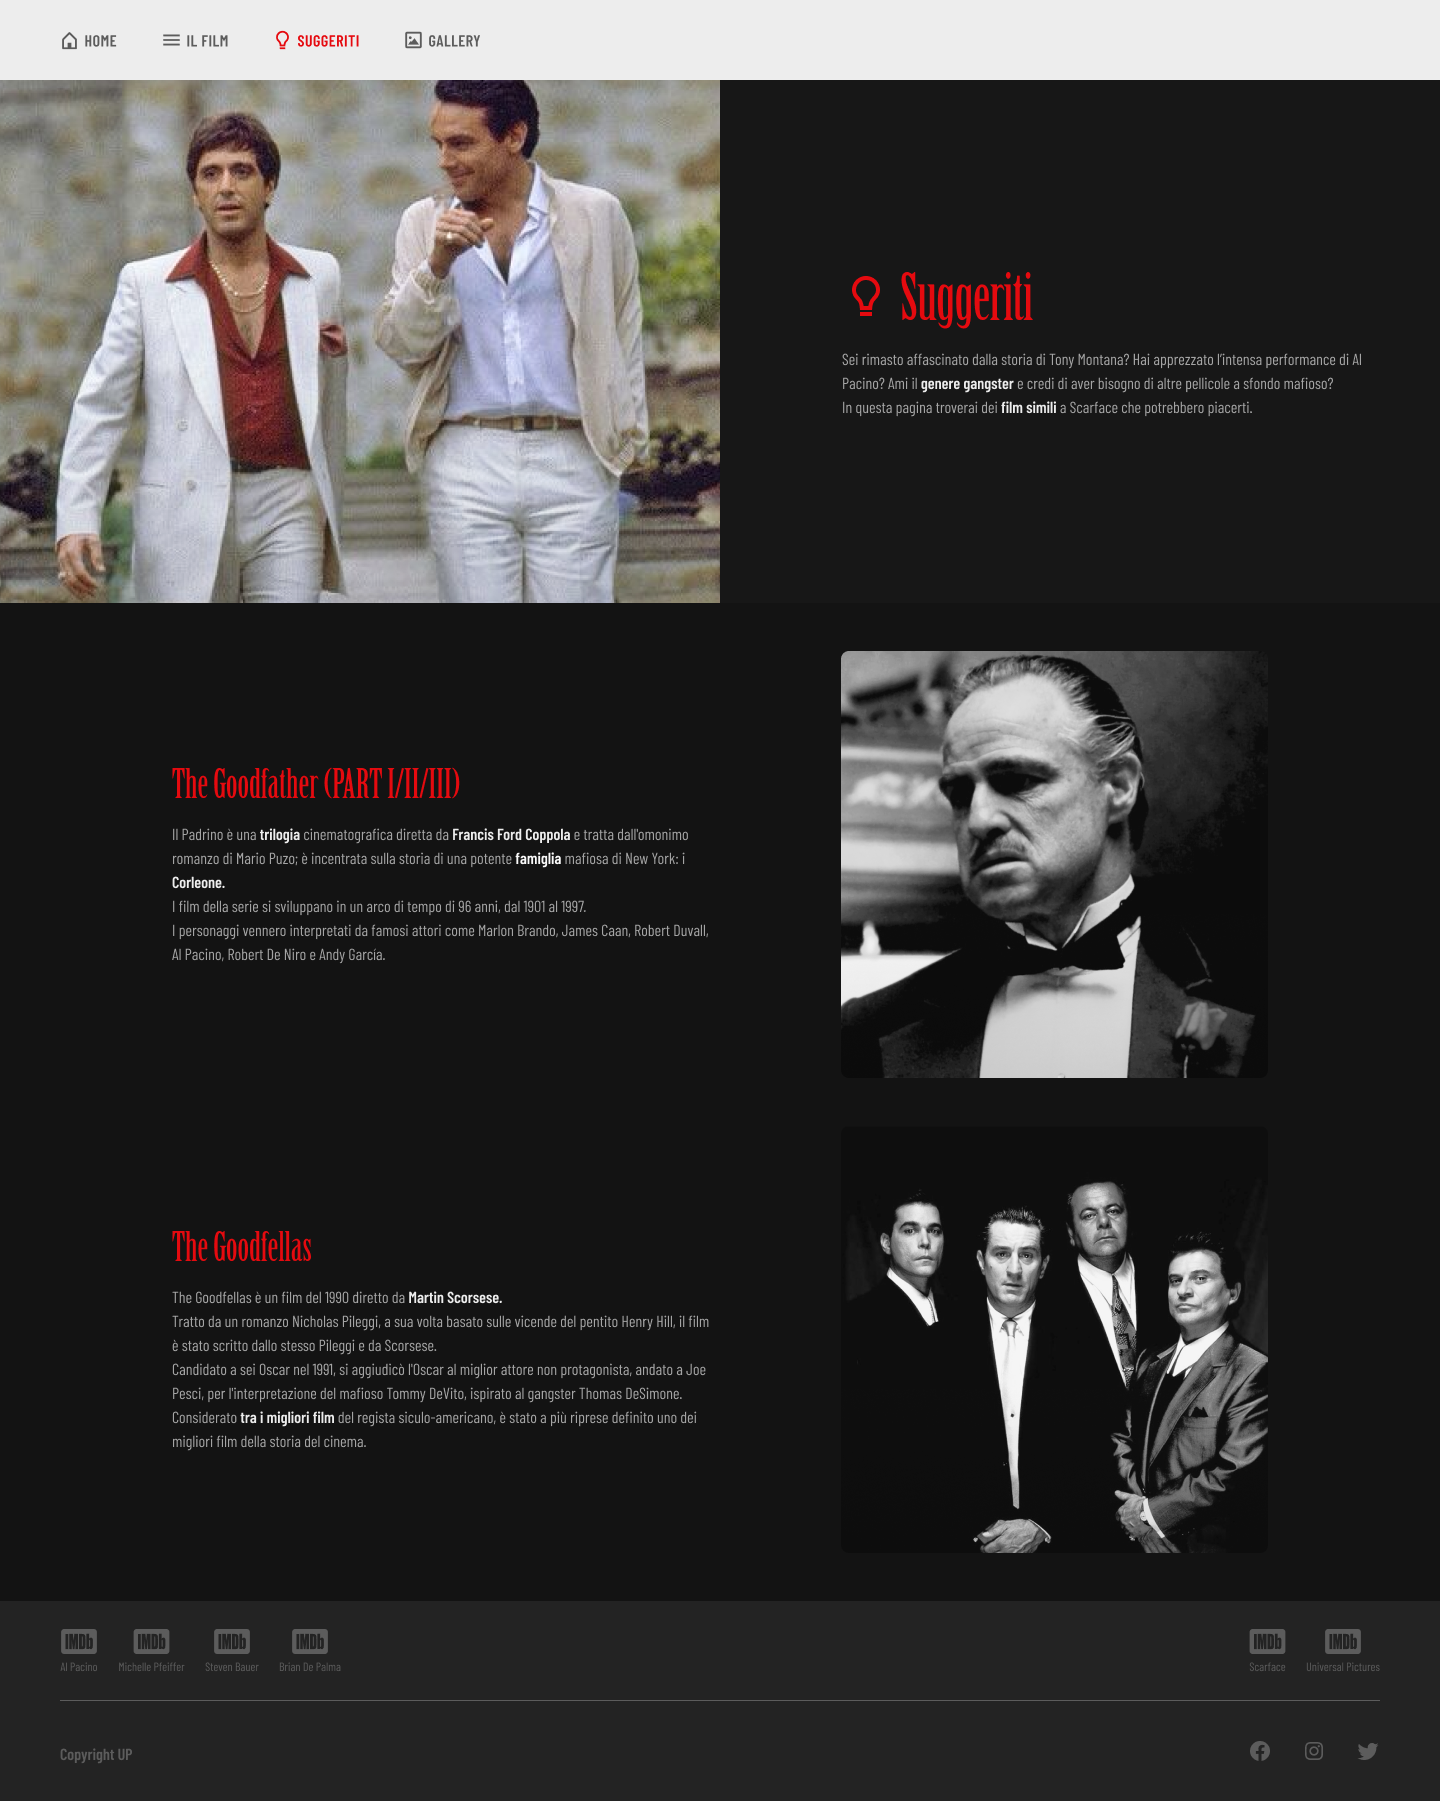 HOME IL FILM SUGGERITI GALLERY
Suggeriti
Sei rimasto affascinato dalla storia di Tony Montana? Hai apprezzato l'intensa performance di Al
Pacino? Ami il genere gangster e credi di aver bisogno di altre pellicole a sfondo mafioso?
In questa pagina troverai dei film simili a Scarface che potrebbero piacerti.
The Goodfather (PART I/II/III)
Il Padrino è una trilogia cinematografica diretta da Francis Ford Coppola e tratta dall'omonimo
romanzo di Mario Puzo; è incentrata sulla storia di una potente famiglia mafiosa di New York: i
Corleone.
I film della serie si sviluppano in un arco di tempo di 96 anni, dal 1901 al 1997.
I personaggi vennero interpretati da famosi attori come Marlon Brando, James Caan, Robert Duvall,
Al Pacino, Robert De Niro e Andy García.
The Goodfellas
The Goodfellas è un film del 1990 diretto da Martin Scorsese.
Tratto da un romanzo Nicholas Pileggi, a sua volta basato sulle vicende del pentito Henry Hill, il film
è stato scritto dallo stesso Pileggi e da Scorsese.
Candidato a sei Oscar nel 1991, si aggiudicò l'Oscar al miglior attore non protagonista, andato a Joe
Pesci, per l'interpretazione del mafioso Tommy DeVito, ispirato al gangster Thomas DeSimone.
Considerato tra i migliori film del regista siculo-americano, è stato a più riprese definito uno dei
migliori film della storia del cinema.
IMDb IMDb IMDb IMDb IMDb IMDb
Al Pacino Michelle Pfeiffer Steven Bauer Brian De Palma Scarface Universal Pictures
Copyright UP